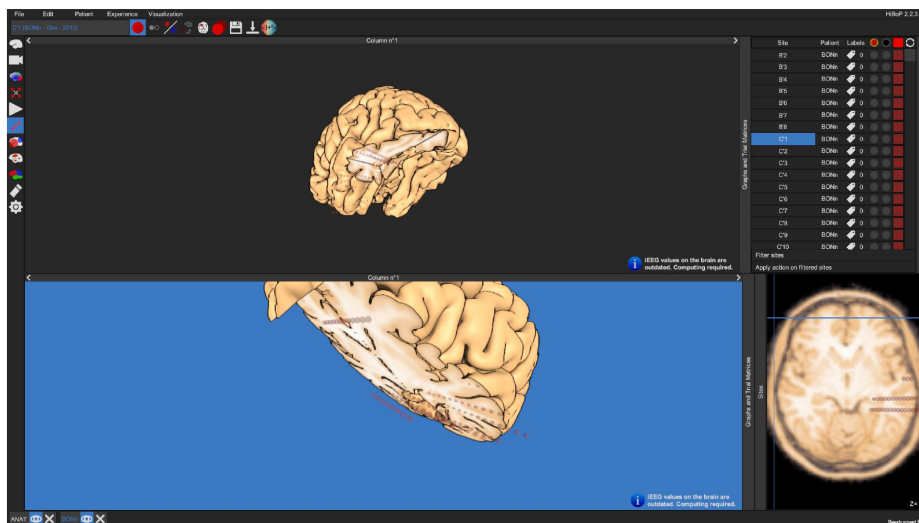 File Edit Patient Experience Visualization HiBoP 2.2.3
C'1 (BONn - Gre - 2013)
Column n°1
Site Patient Labels
B'2 BONn 0
B'3 BONn 0
B'4 BONn 0
B'5 BONn 0
B'6 BONn 0
B'7 BONn 0
B'8 BONn 0
C'1 BONn 0
C'2 BONn 0
C'3 BONn 0
C'4 BONn 0
C'5 BONn 0
C'6 BONn 0
C'7 BONn 0
C'8 BONn 0
C'9 BONn 0
C'10 BONn 0
Graphs and Trial Matrices
iEEG values on the brain are
outdated. Computing required.
Filter sites
Apply action on filtered sites
Column n°1
Graphs and Trial Matrices
Sites
iEEG values on the brain are
outdated. Computing required.
Z=
ANAT BONn